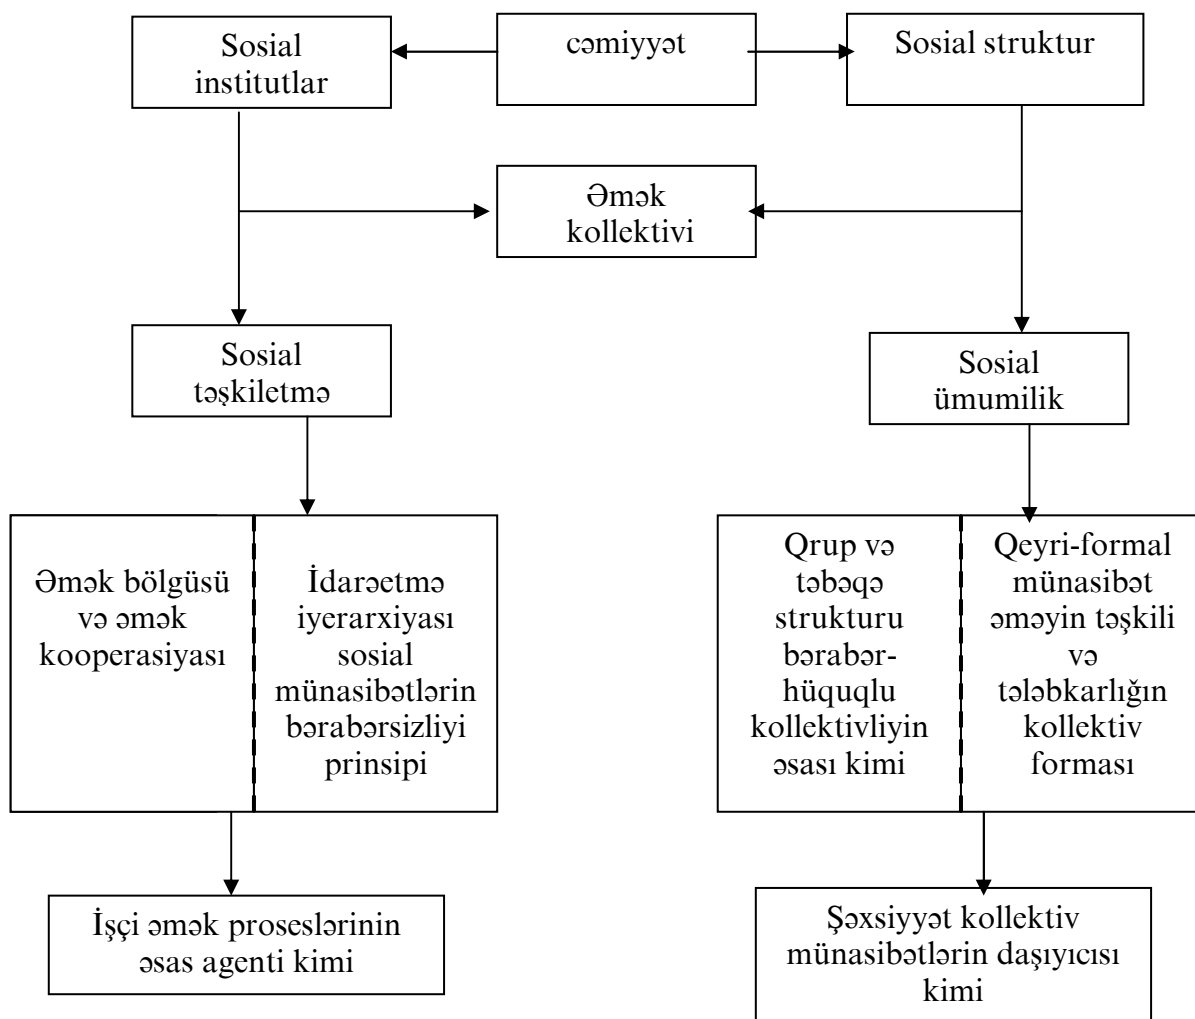 Sosial
institutlar
cəmiyyət
Sosial struktur
Əmək
kollektivi
Sosial
təşkiletmə
Sosial
ümumilik
Əmək bölgüsü
və əmək
kooperasiyası
İdarəetmə
iyerarxiyası
sosial
münasibətlərin
bərabərsizliyi
prinsipi
Qrup və
təbəqə
strukturu
bərabər-
hüquqlu
kollektivliyin
əsası kimi
Qeyri-formal
münasibət
əməyin təşkili
və
tələbkarlığın
kollektiv
forması
İşçi əmək proseslərinin
əsas agenti kimi
Şəxsiyyət kollektiv
münasibətlərin daşıyıcısı
kimi